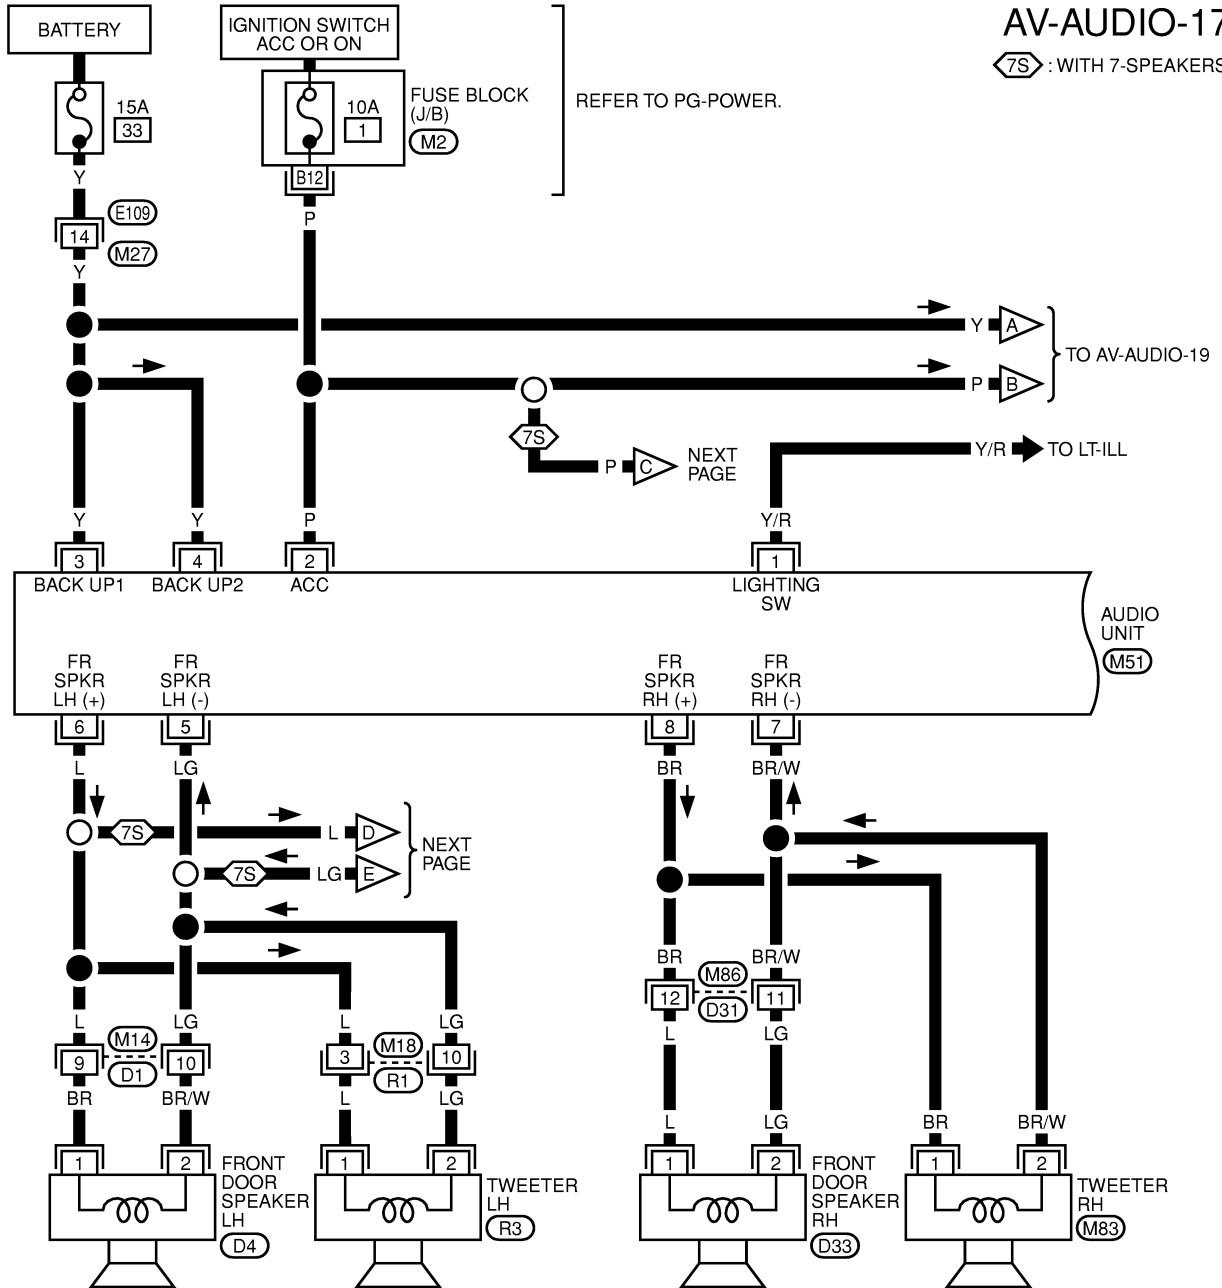 AV-AUDIO-17
7S : WITH 7-SPEAKERS
BATTERY
IGNITION SWITCH
ACC OR ON
15A
33
10A
1
FUSE BLOCK
(J/B)
M2
REFER TO PG-POWER.
B12
Y
P
E109
14
M27
Y
Y
A
P
B
TO AV-AUDIO-19
7S
P
C
NEXT
PAGE
Y/R
TO LT-ILL
Y
Y
P
Y/R
3
4
2
1
BACK UP1
BACK UP2
ACC
LIGHTING
SW
AUDIO
UNIT
M51
FR
SPKR
LH (+)
FR
SPKR
LH (-)
FR
SPKR
RH (+)
FR
SPKR
RH (-)
6
5
8
7
L
LG
BR
BR/W
7S
L
D
7S
LG
E
NEXT
PAGE
BR
BR/W
12
M86
D31
11
L
LG
L
LG
L
LG
9
M14
D1
10
3
M18
R1
10
BR
BR/W
L
LG
L
LG
BR
BR/W
1
2
1
2
1
2
1
2
FRONT
DOOR
SPEAKER
LH
D4
TWEETER
LH
R3
FRONT
DOOR
SPEAKER
RH
D33
TWEETER
RH
M83